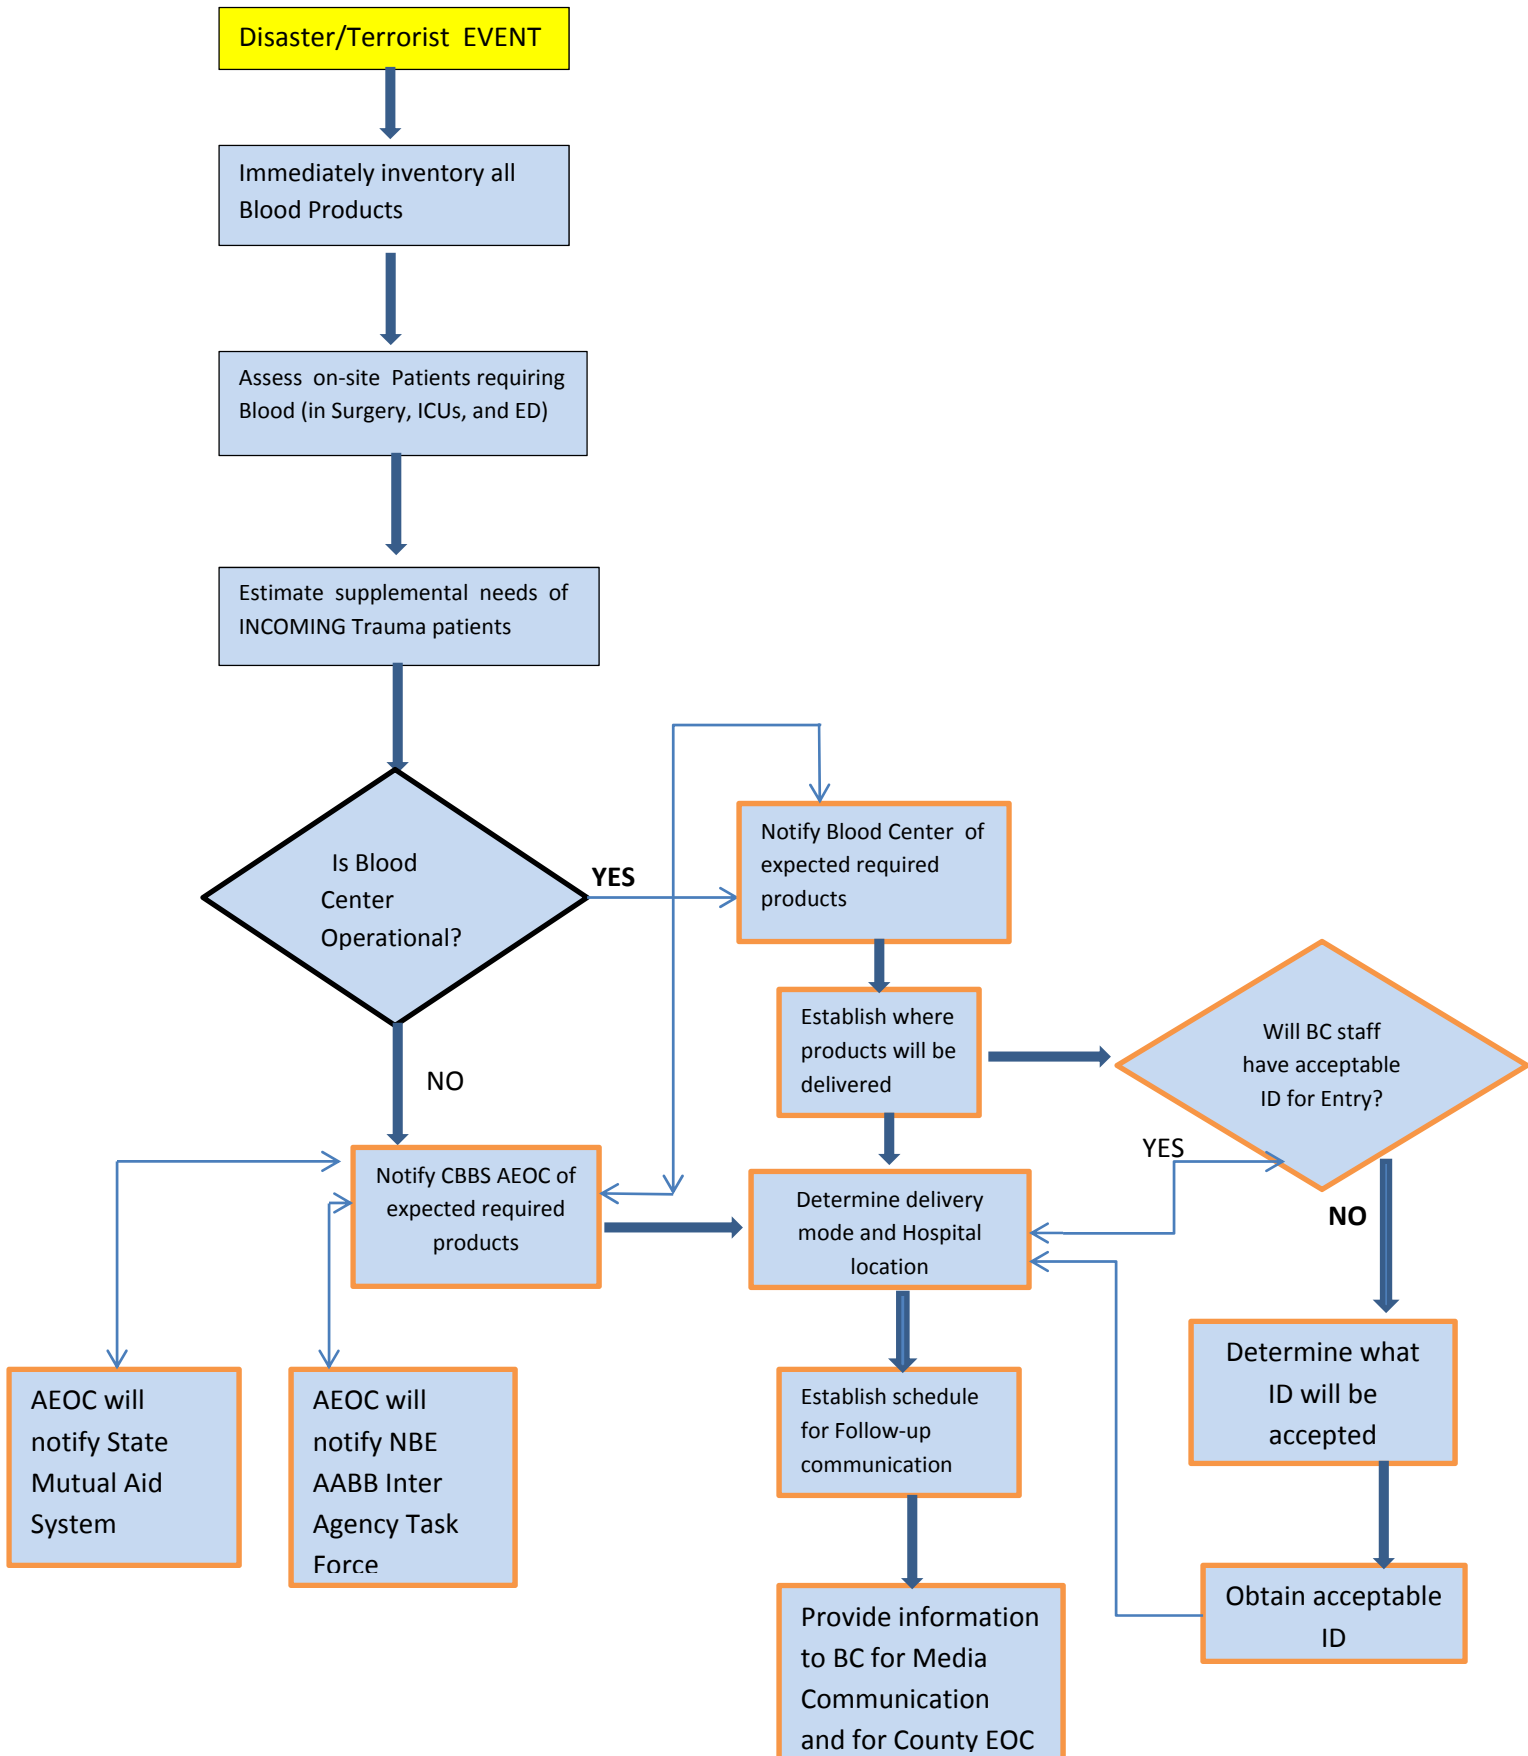 Disaster/Terrorist EVENT
Immediately inventory all
Blood Products
Assess on-site Patients requiring
Blood (in Surgery, ICUs, and ED)
Estimate supplemental needs of
INCOMING Trauma patients
Is Blood
Center
Operational?
YES
NO
Notify Blood Center of
expected required
products
Establish where
products will be
delivered
Will BC staff
have acceptable
ID for Entry?
YES
NO
Notify CBBS AEOC of
expected required
products
Determine delivery
mode and Hospital
location
AEOC will
notify State
Mutual Aid
System
AEOC will
notify NBE
AABB Inter
Agency Task
Force
Establish schedule
for Follow-up
communication
Determine what
ID will be
accepted
Obtain acceptable
ID
Provide information
to BC for Media
Communication
and for County EOC